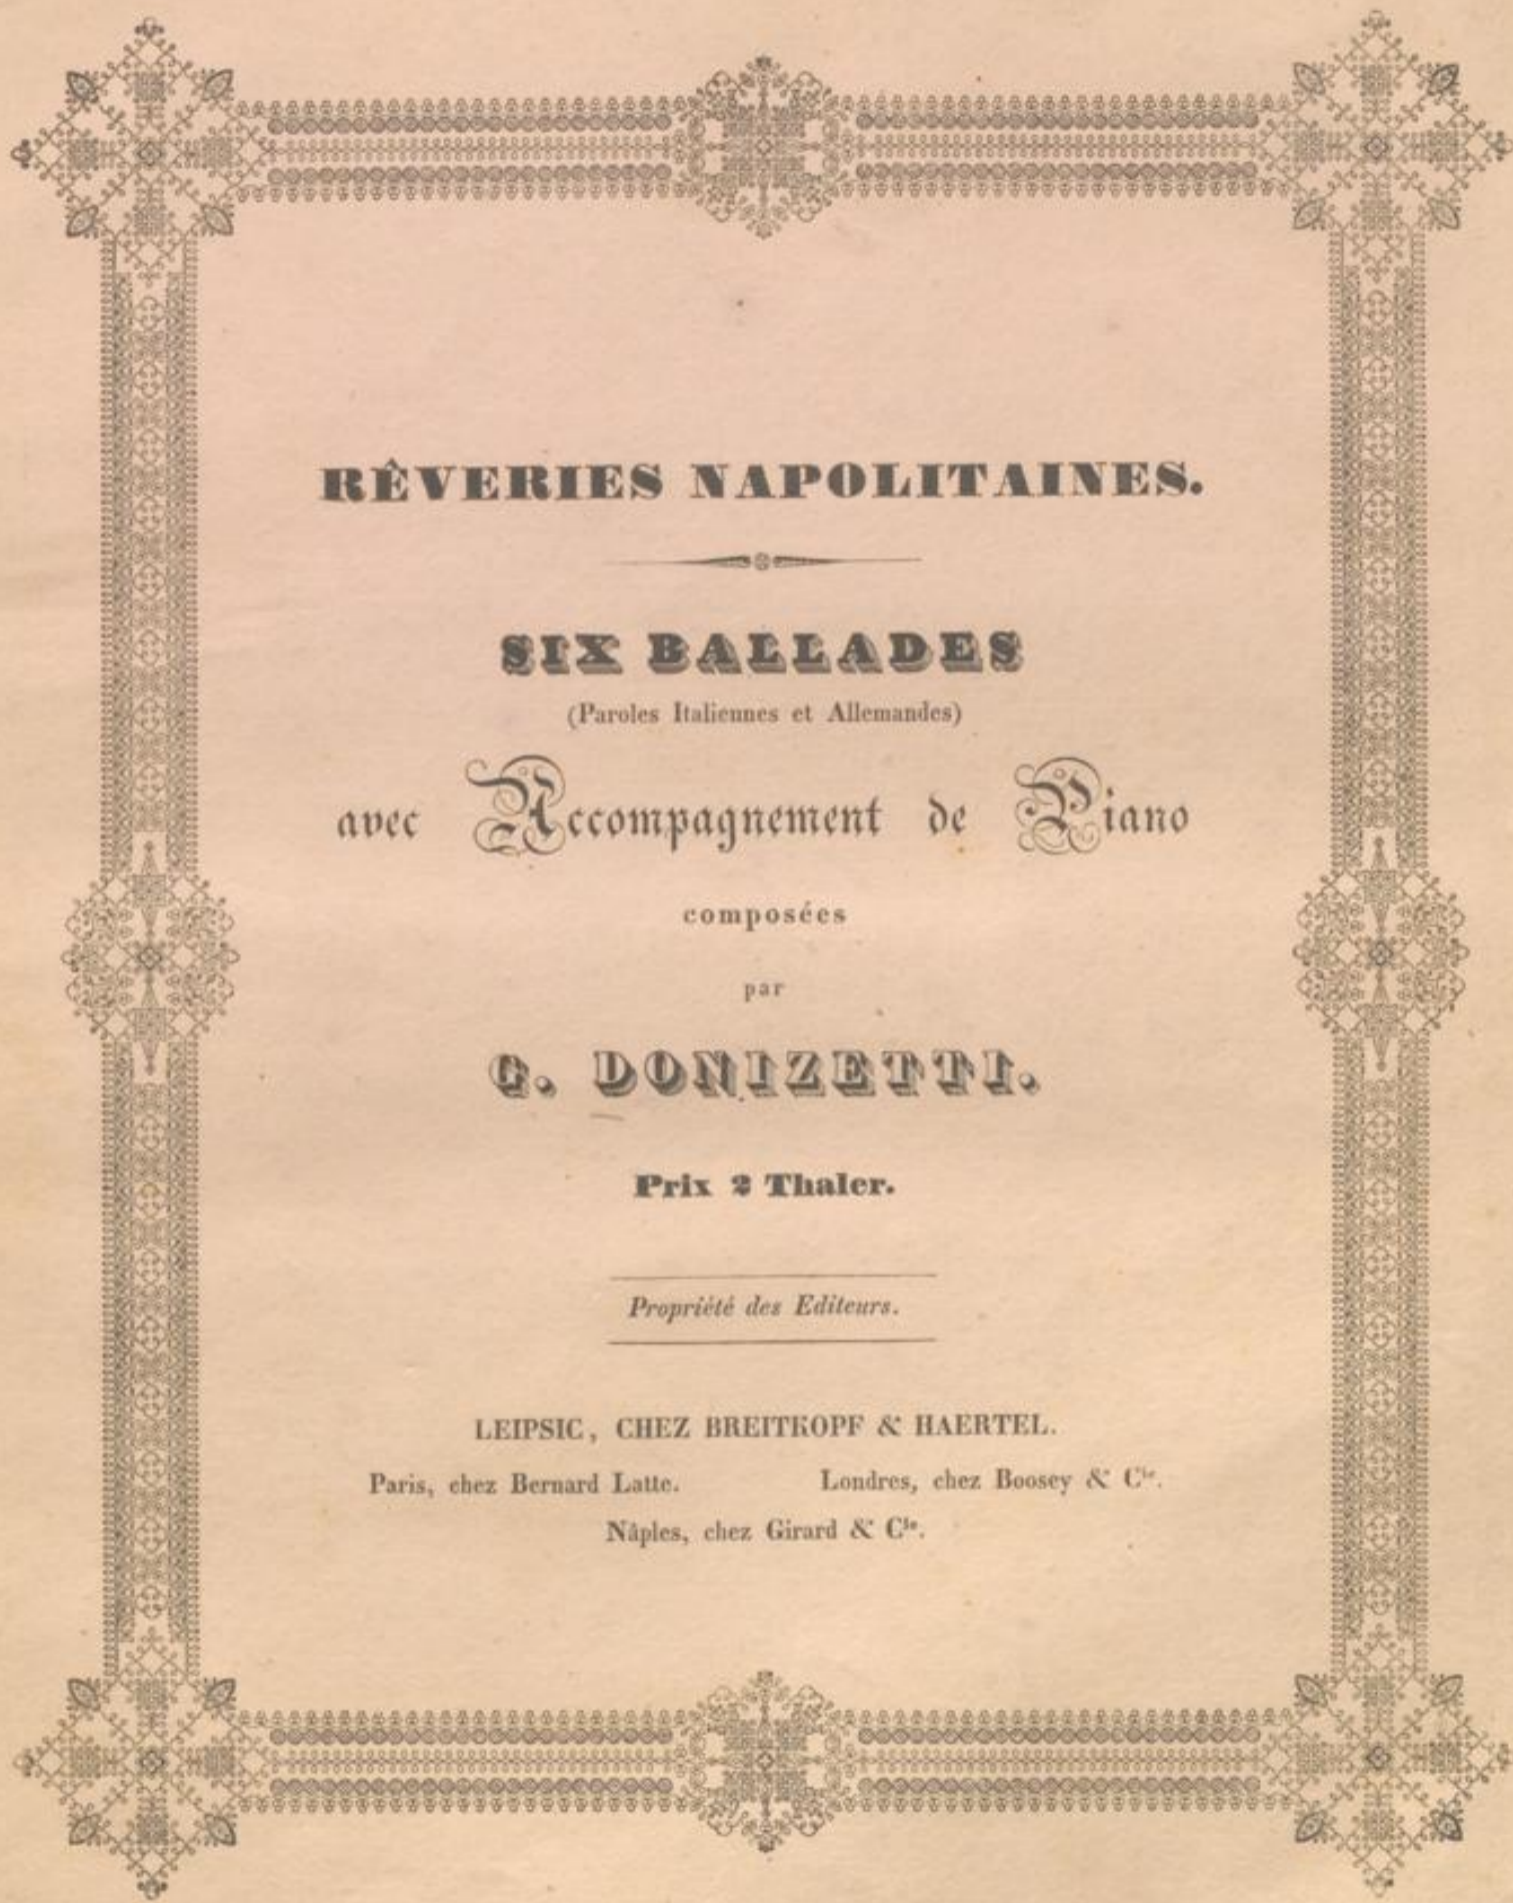 RÊVERIES NAPOLITAINES.
SIX BALLADES
(Paroles Italiennes et Allemandes)
avec Accompagnement de Piano
composées
par
G. DONIZETTI.
Prix 2 Thaler.
Propriété des Editeurs.
LEIPSIC, CHEZ BREITKOPF & HAERTEL.
Paris, chez Bernard Latte. Londres, chez Boosey & Cie.
Nâples, chez Girard & Cie.